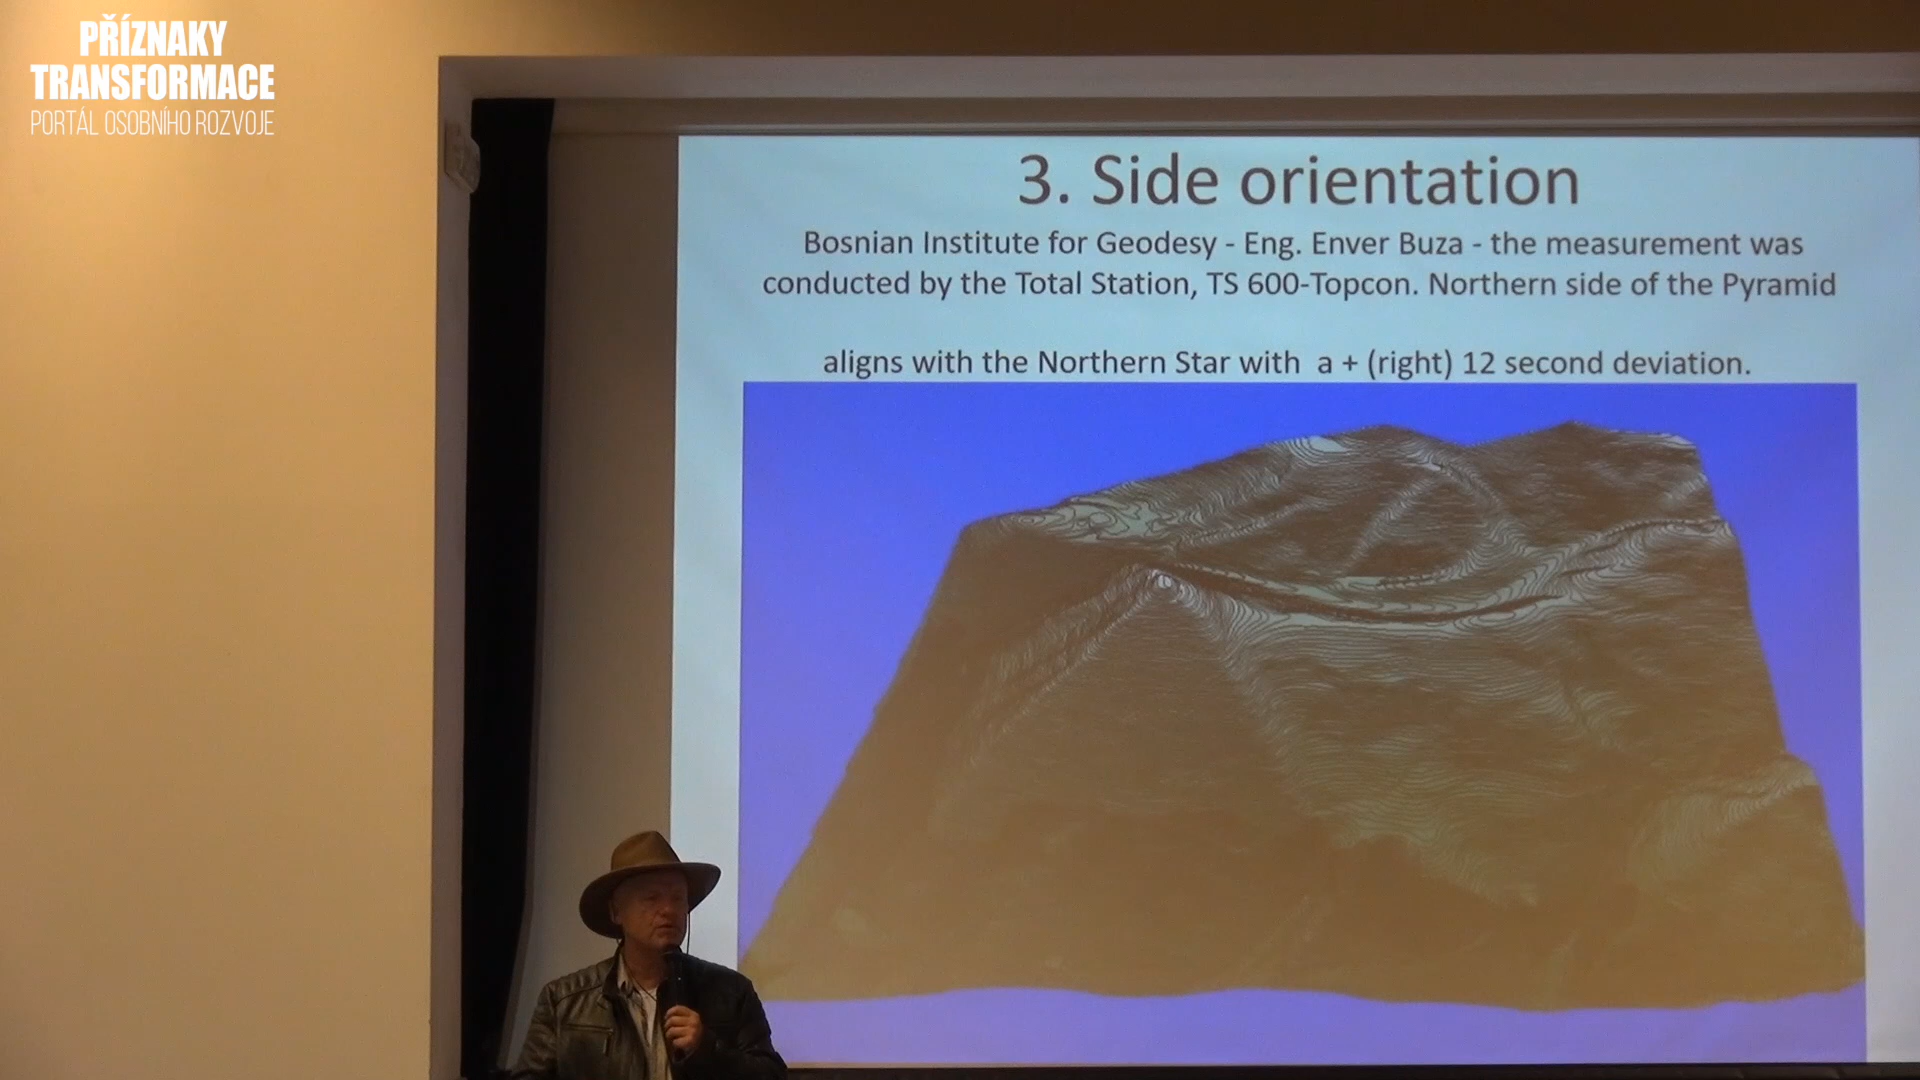 PŘÍZNAKY
TRANSFORMACE
PORTÁL OSOBNÍHO ROZVOJE
3. Side orientation
Bosnian Institute for Geodesy - Eng. Enver Buza - the measurement was
conducted by the Total Station, TS 600-Topcon. Northern side of the Pyramid
aligns with the Northern Star with a + (right) 12 second deviation.